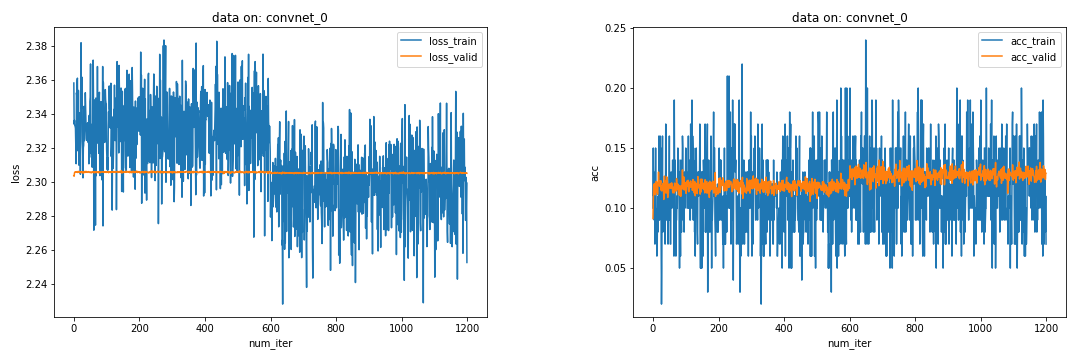 data on: convnet_0
loss
2.38
2.36
2.34
2.32
2.30
2.28
2.26
2.24
loss_train
loss_valid
0
200
400
600
800
1000
1200
num_iter
data on: convnet_0
acc
0.25
0.20
0.15
0.10
0.05
acc_train
acc_valid
0
200
400
600
800
1000
1200
num_iter